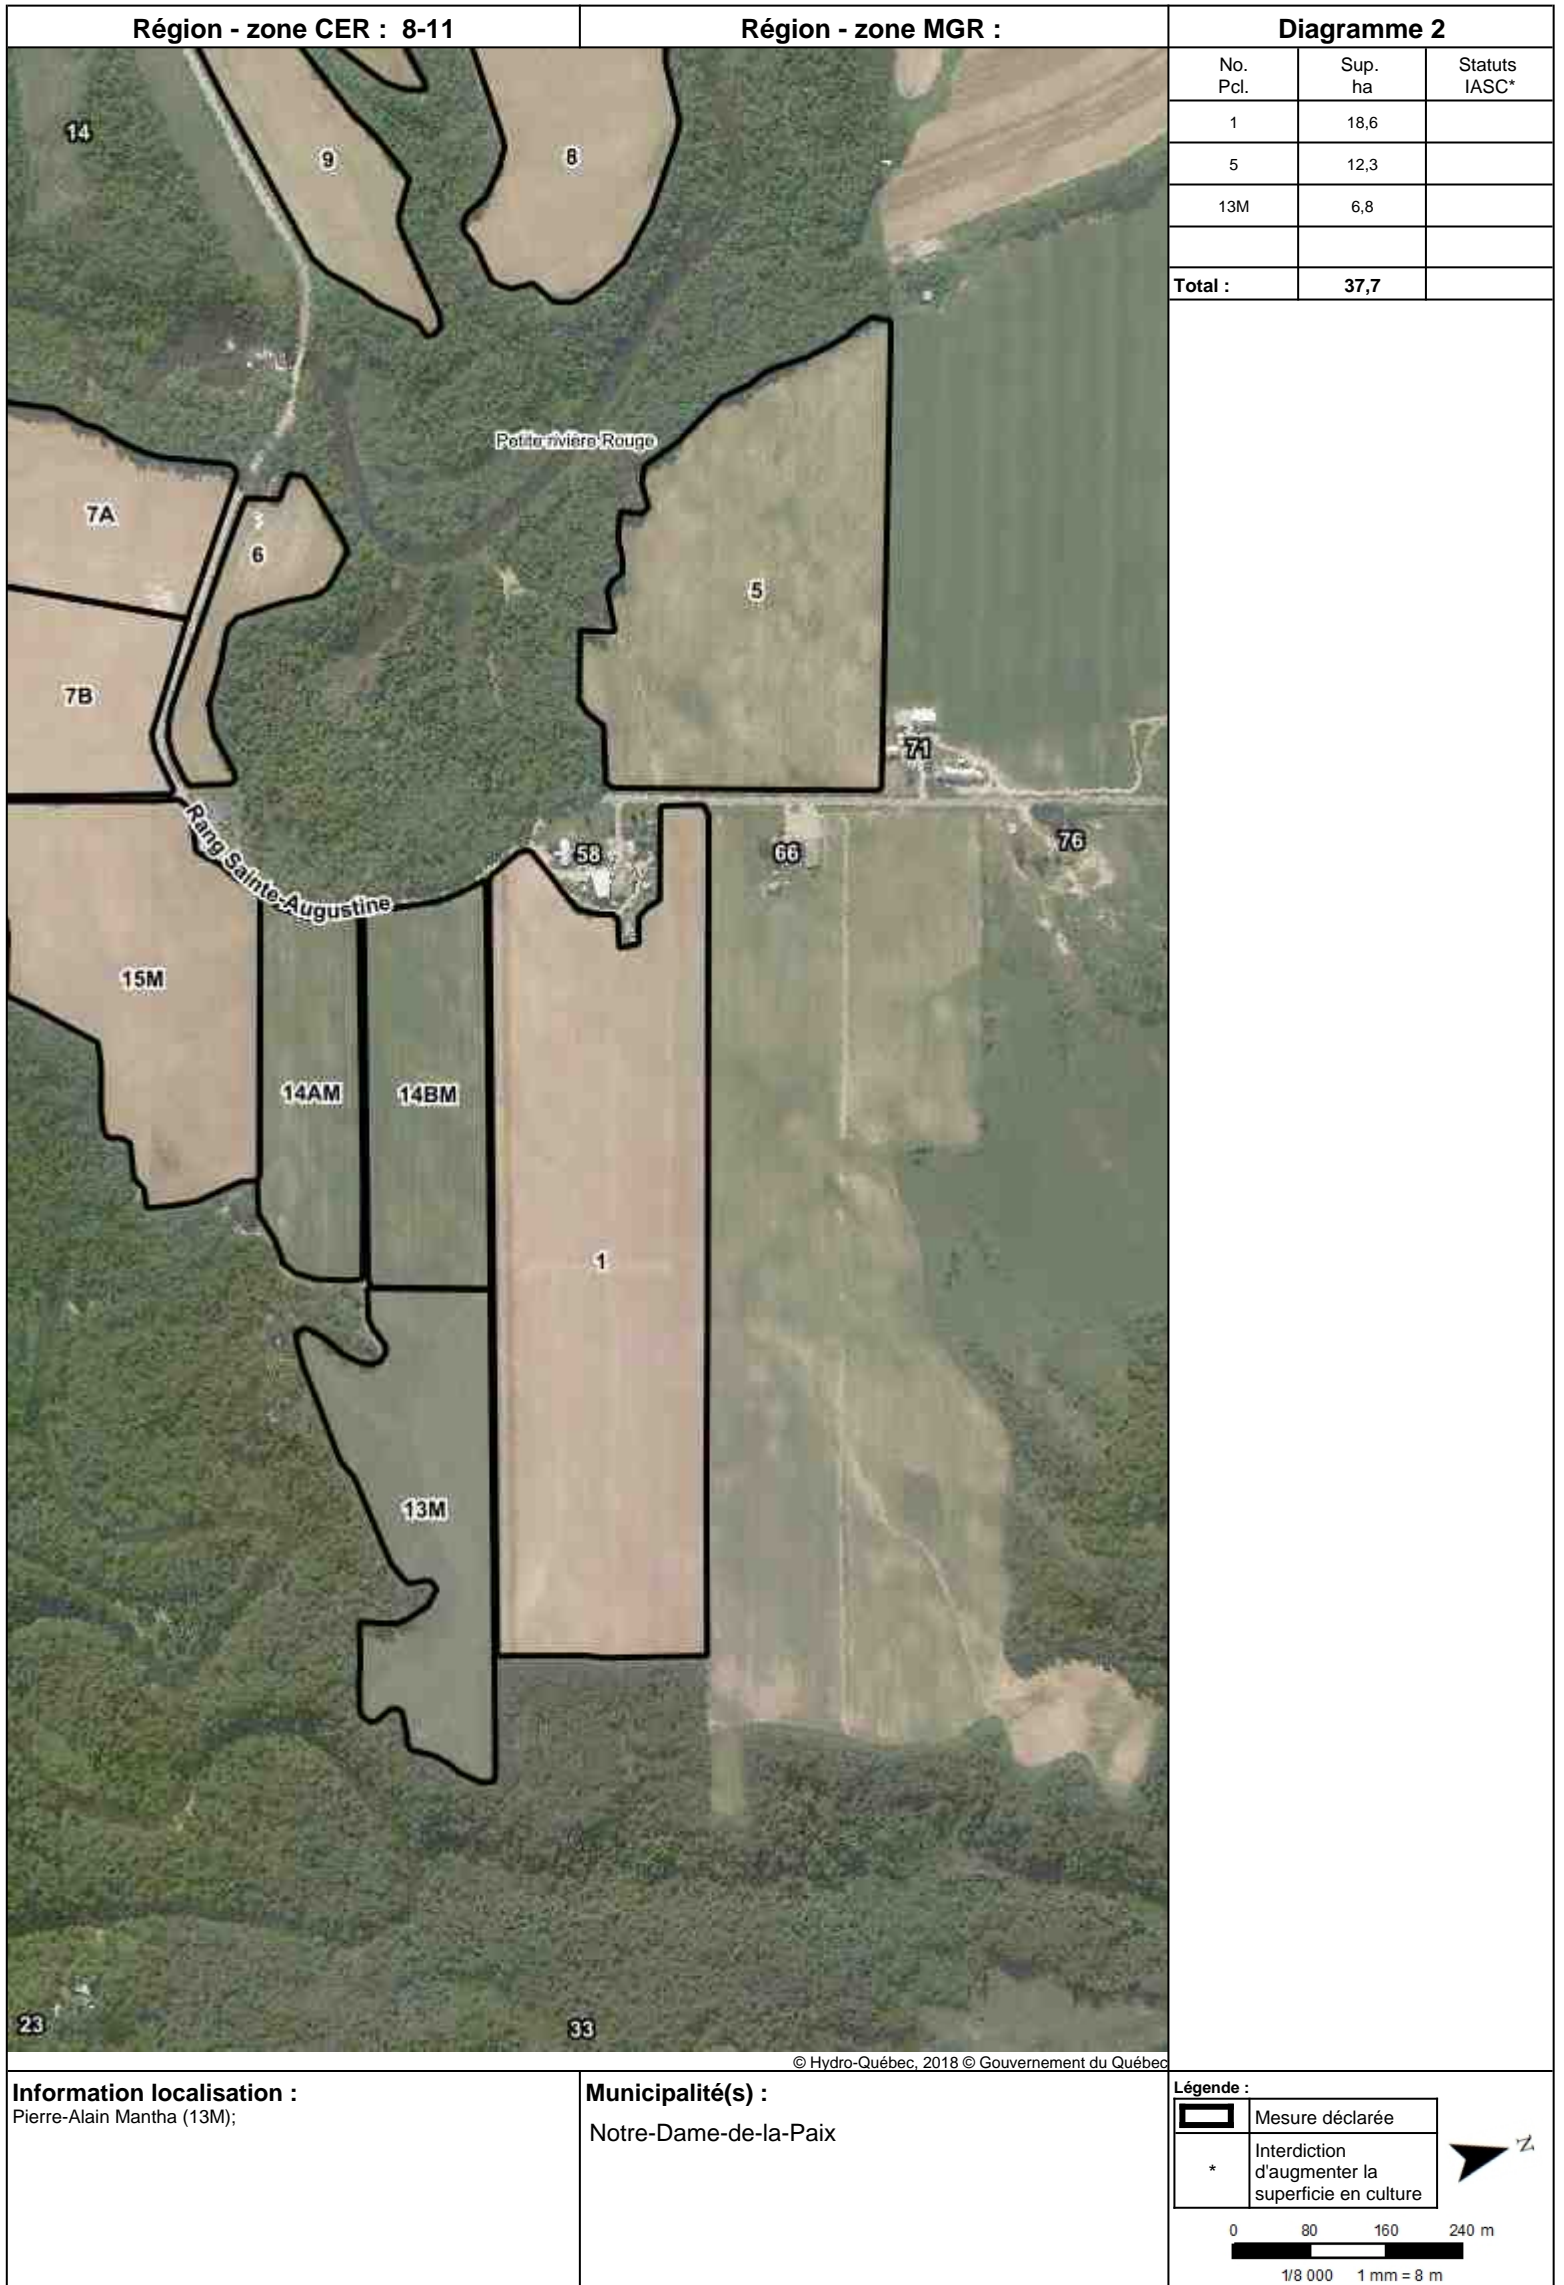 Région - zone CER : 8-11
Région - zone MGR :
Diagramme 2
No. Pcl.
Sup. ha
Statuts IASC*
1 18,6
5 12,3
13M 6,8
Total : 37,7
14
9
8
Petite rivière Rouge
7A
6
5
7B
71
Rang Sainte-Augustine
58
66
76
15M
14AM
14BM
1
13M
23
33
© Hydro-Québec, 2018 © Gouvernement du Québec
Information localisation :
Pierre-Alain Mantha (13M);
Municipalité(s) :
Notre-Dame-de-la-Paix
Légende :
Mesure déclarée
* Interdiction
d'augmenter la
superficie en culture
N
0 80 160 240 m
1/8 000 1 mm = 8 m